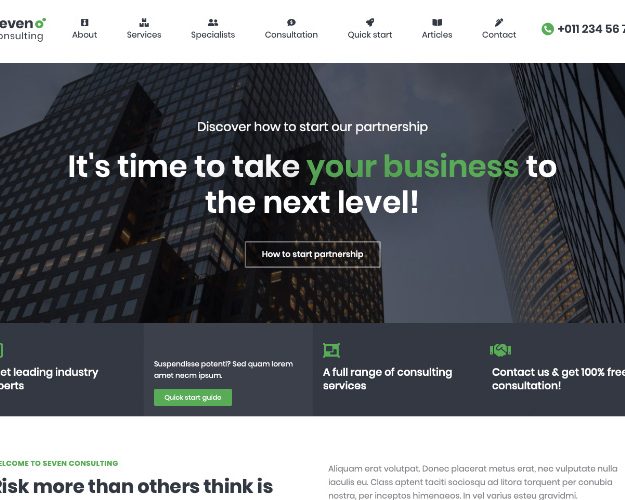 seven
onsulting
About
Services
Specialists
Consultation
Quick start
Articles
Contact
+011 234 56 7
Discover how to start our partnership
It's time to take your business to
the next level!
How to start partnership
et leading industry
perts
Suspendisse potenti? Sed quam lorem
amet necm ipsum.
Quick start guide
A full range of consulting
services
Contact us & get 100% free
consultation!
ELCOME TO SEVEN CONSULTING
Risk more than others think is
Aliquam erat volutpat. Donec placerat metus erat, nec vulputate nulla
iaculis eu. Class aptent taciti sociosqu ad litora torquent per conubia
nostra, per inceptos himenaeos. In vel varius esteu gravidmi.